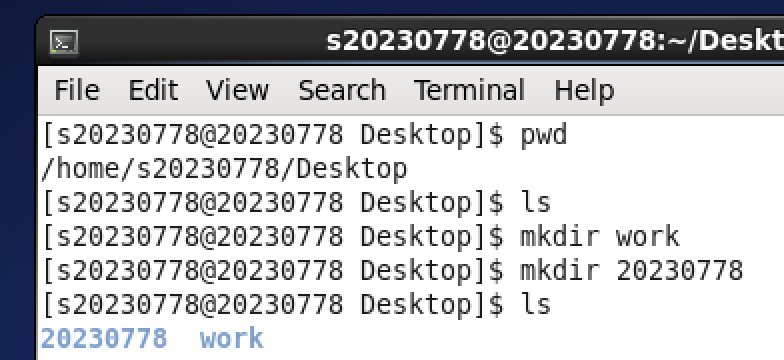 s20230778@20230778:~/Deskt
File Edit View Search Terminal Help
[s20230778@20230778 Desktop]$ pwd
/home/s20230778/Desktop
[s20230778@20230778 Desktop]$ ls
[s20230778@20230778 Desktop]$ mkdir work
[s20230778@20230778 Desktop]$ mkdir 20230778
[s20230778@20230778 Desktop]$ ls
20230778  work